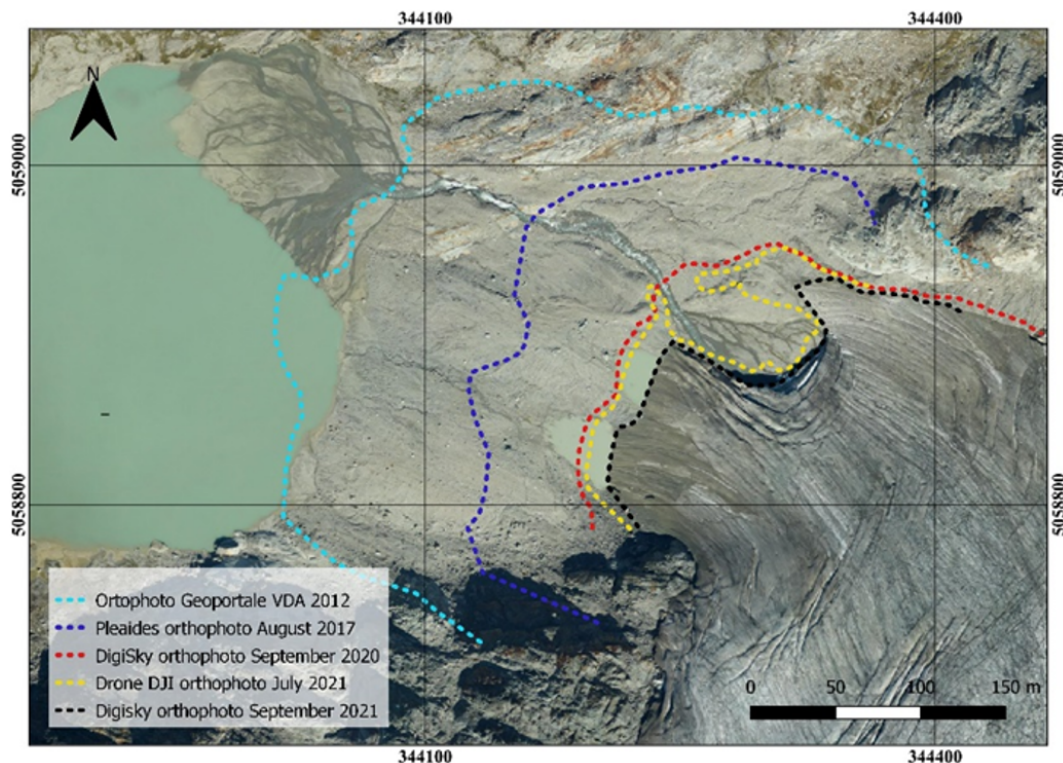 344100 344400
N
5059000 5059000
5058800 5058800
Ortophoto Geoportale VDA 2012
Pleaides orthophoto August 2017
DigiSky orthophoto September 2020
Drone DJI orthophoto July 2021
Digisky orthophoto September 2021
0 50 100 150 m
344100 344400